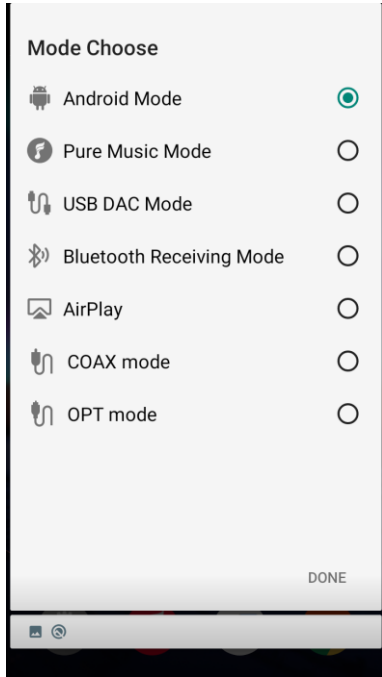 Mode Choose
Android Mode
Pure Music Mode
USB DAC Mode
Bluetooth Receiving Mode
AirPlay
COAX mode
OPT mode
DONE